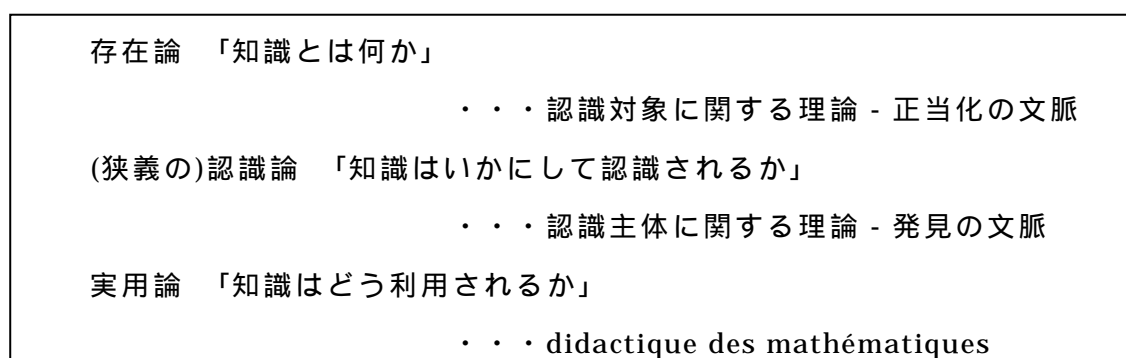 存在論 「知識とは何か」
・・・認識対象に関する理論 - 正当化の文脈
(狭義の)認識論 「知識はいかにして認識されるか」
・・・認識主体に関する理論 - 発見の文脈
実用論 「知識はどう利用されるか」
・・・didactique des mathématiques